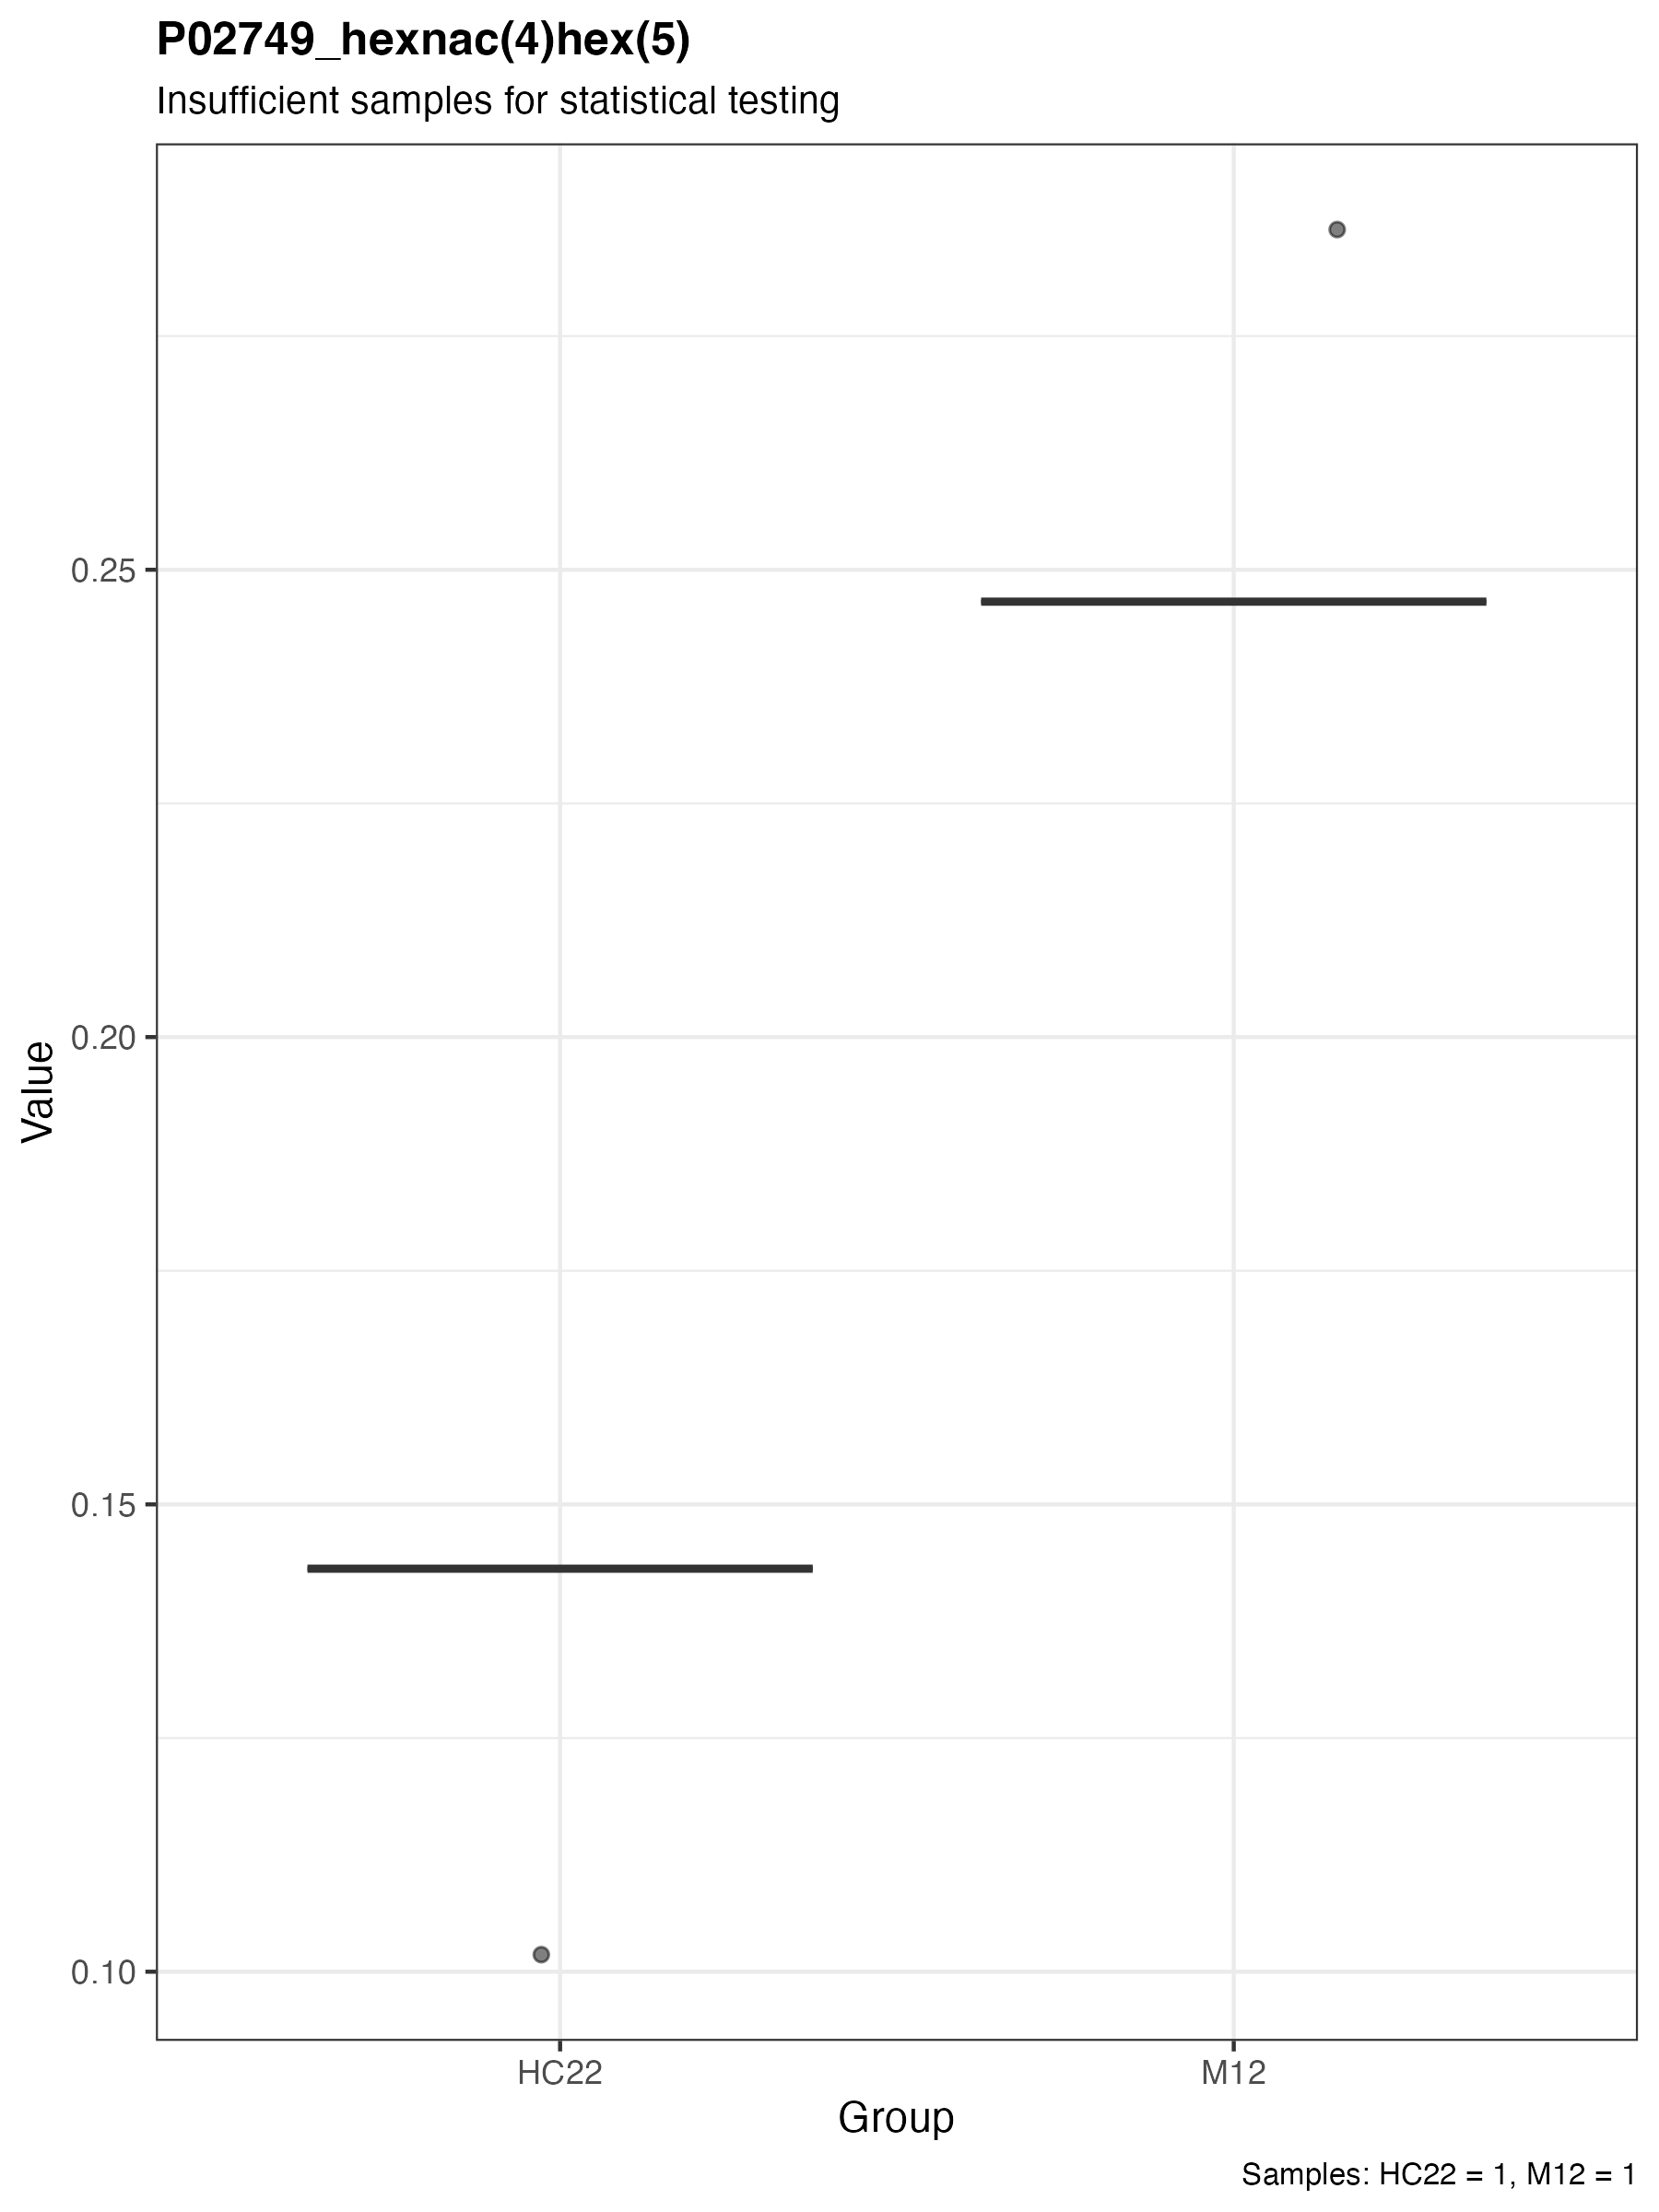 P02749_hexnac(4)hex(5)
Insufficient samples for statistical testing
Value
0.25
0.20
0.15
0.10
HC22
M12
Group
Samples: HC22 = 1, M12 = 1